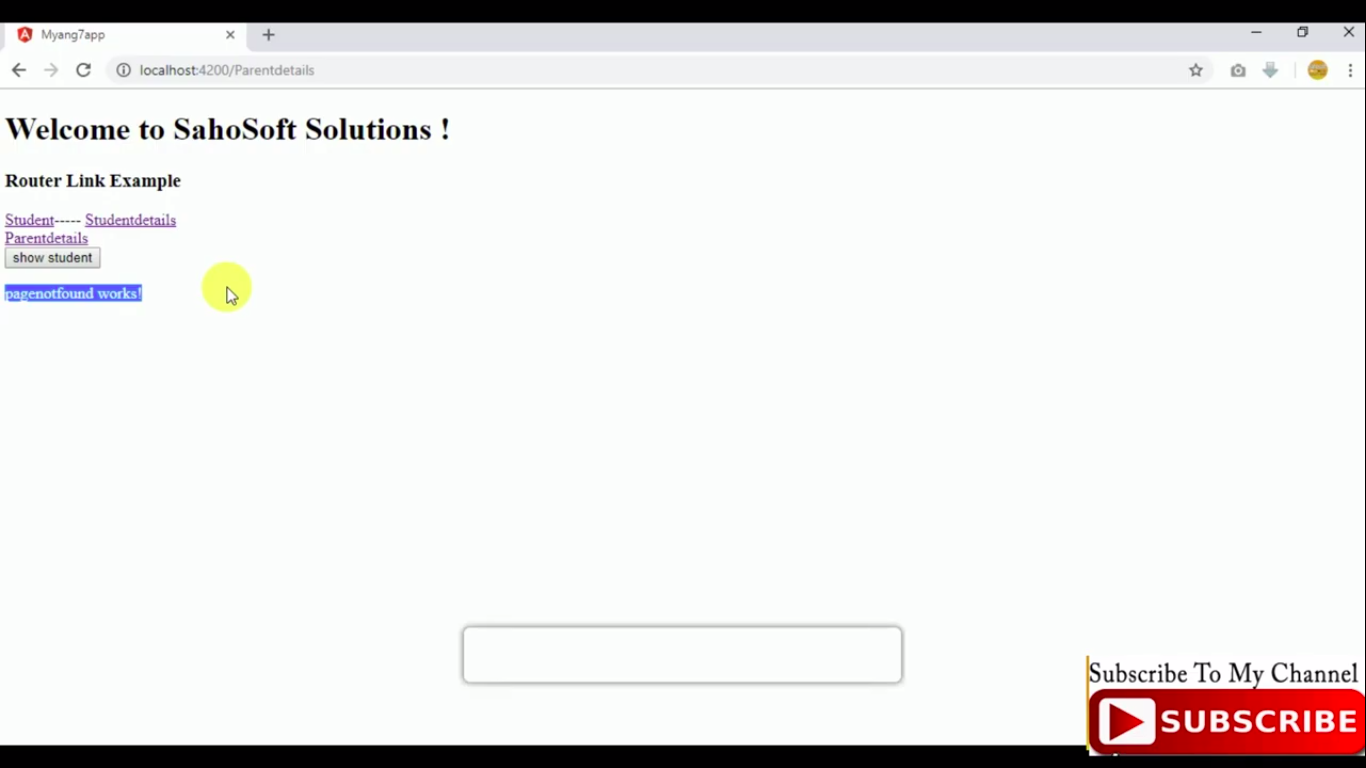 Myang7app
localhost:4200/Parentdetails
Welcome to SahoSoft Solutions !
Router Link Example
Student----- Studentdetails
Parentdetails
show student
pagenotfound works!
Subscribe To My Channel
SUBSCRIBE